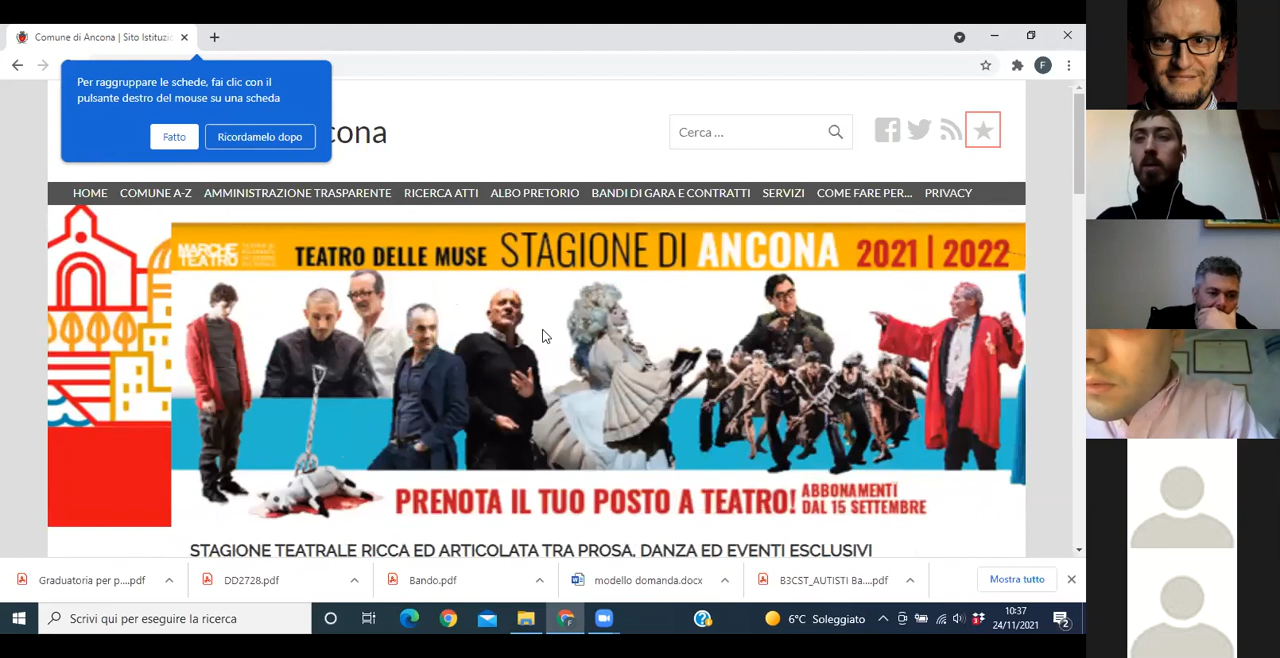 Comune di Ancona | Sito Istituzio
Per raggruppare le schede, fai clic con il
pulsante destro del mouse su una scheda
Fatto
Ricordamelo dopo
cona
Cerca ...
HOME
COMUNE A-Z
AMMINISTRAZIONE TRASPARENTE
RICERCA ATTI
ALBO PRETORIO
BANDI DI GARA E CONTRATTI
SERVIZI
COME FARE PER...
PRIVACY
MARCHE
TEATRO
TEATRO DELLE MUSE STAGIONE DI ANCONA 2021 | 2022
PRENOTA IL TUO POSTO A TEATRO!
ABBONAMENTI
DAL 15 SETTEMBRE
STAGIONE TEATRALE RICCA ED ARTICOLATA TRA PROSA, DANZA ED EVENTI ESCLUSIVI
Graduatoria per p....pdf
DD2728.pdf
Bando.pdf
modello domanda.docx
B3CST_AUTISTI Ba....pdf
Mostra tutto
Scrivi qui per eseguire la ricerca
6°C Soleggiato
10:37
24/11/2021
2
F